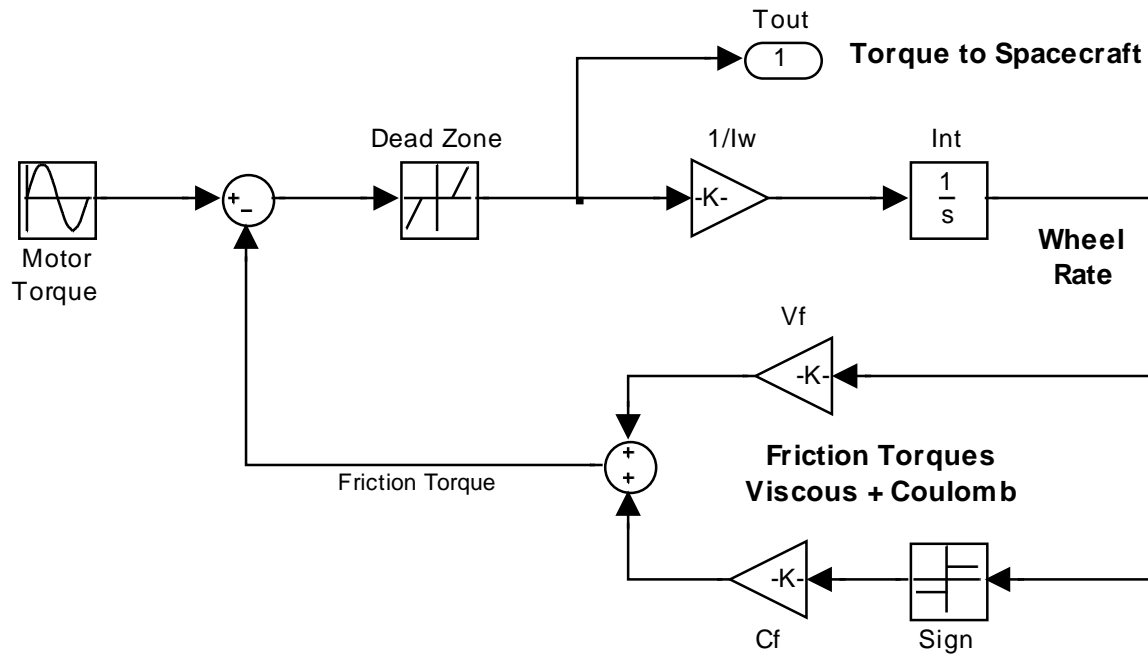 Tout
1
Torque to Spacecraft
Dead Zone
1/Iw
Int
+
−
-K-
1
s
Motor
Torque
Wheel
Rate
Vf
-K-
+
+
Friction Torque
Friction Torques
Viscous + Coulomb
-K-
Cf
Sign